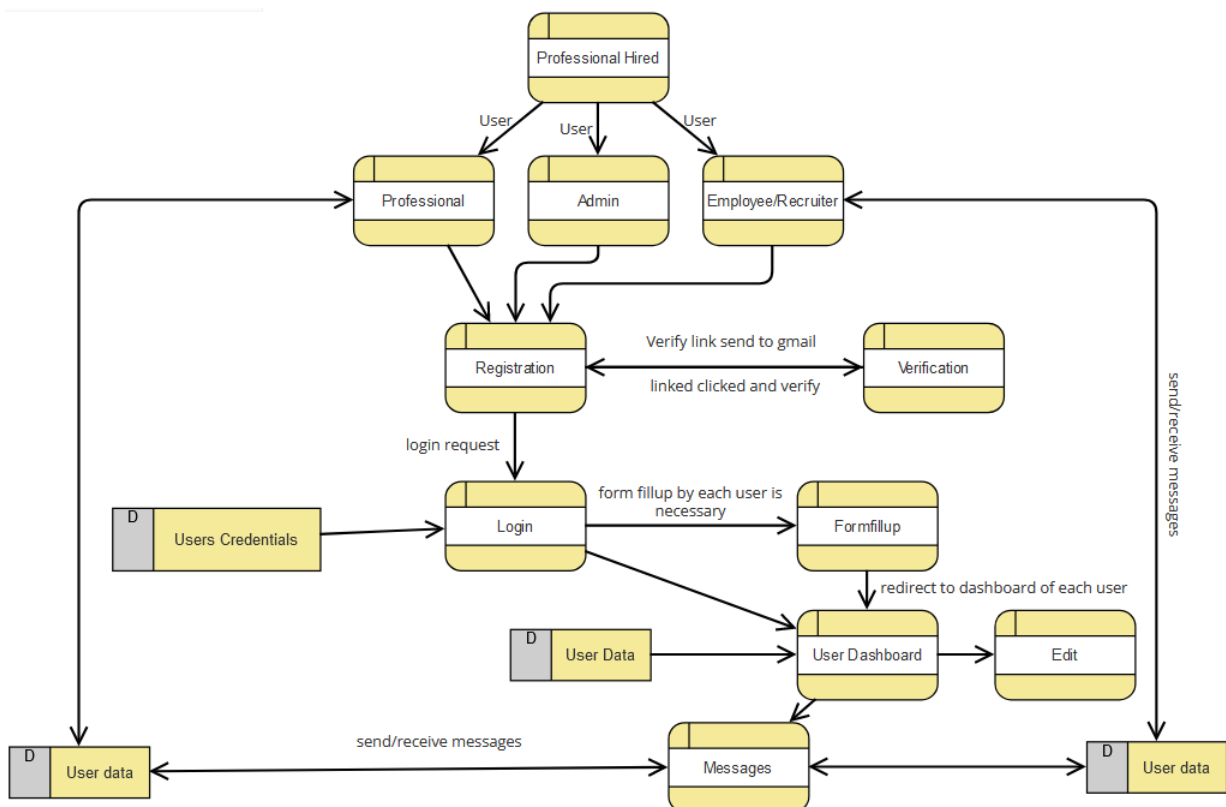 Professional Hired
User
User
User
Professional
Admin
Employee/Recruiter
Registration
Verify link send to gmail
linked clicked and verify
Verification
send/receive messages
login request
D
Users Credentials
Login
form fillup by each user is
necessary
Formfillup
redirect to dashboard of each user
D
User Data
User Dashboard
Edit
D
User data
send/receive messages
Messages
D
User data